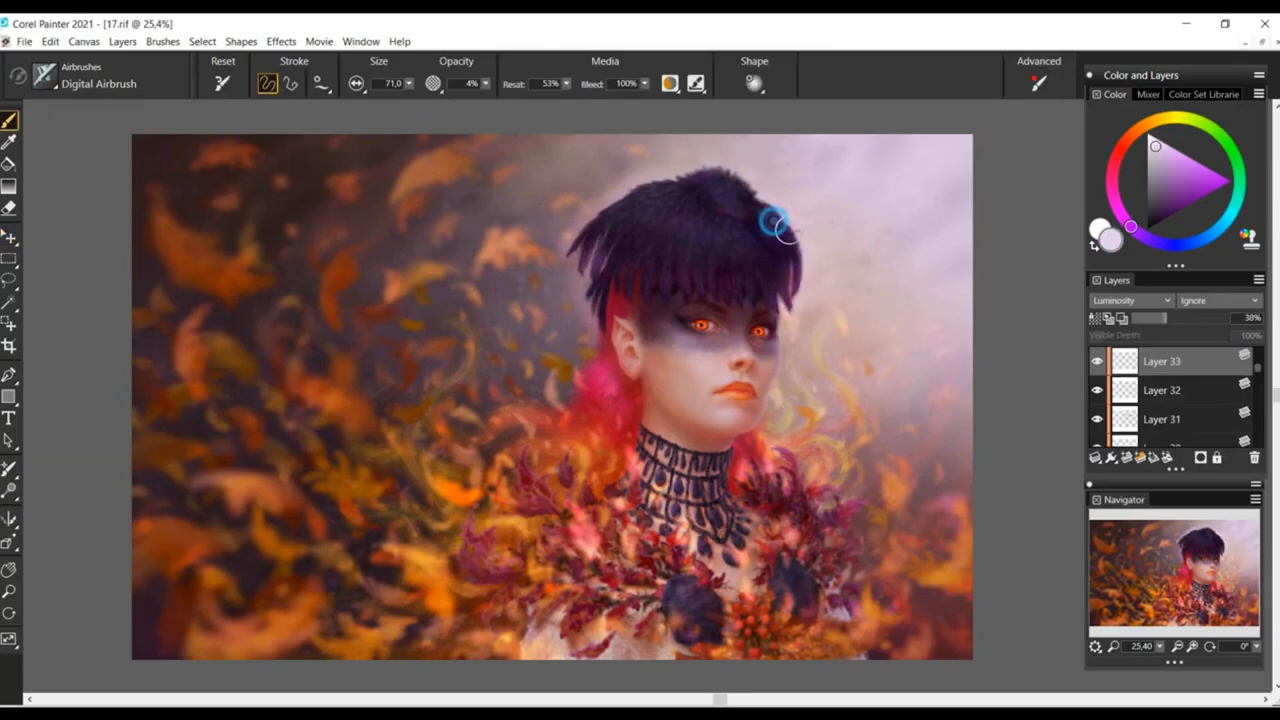 Corel Painter 2021 - [17.rif @ 25,4%]
File Edit Canvas Layers Brushes Select Shapes Effects Movie Window Help
Airbrushes
Digital Airbrush
Reset
Stroke
Size
71,0
Opacity
4%
Media
Resat: 53% Bleed: 100%
Shape
Advanced
Color and Layers
Color Mixer Color Set Librarie
Layers
Luminosity Ignore
38%
Visible Depth: 100%
Layer 33
Layer 32
Layer 31
Navigator
25,40 0°